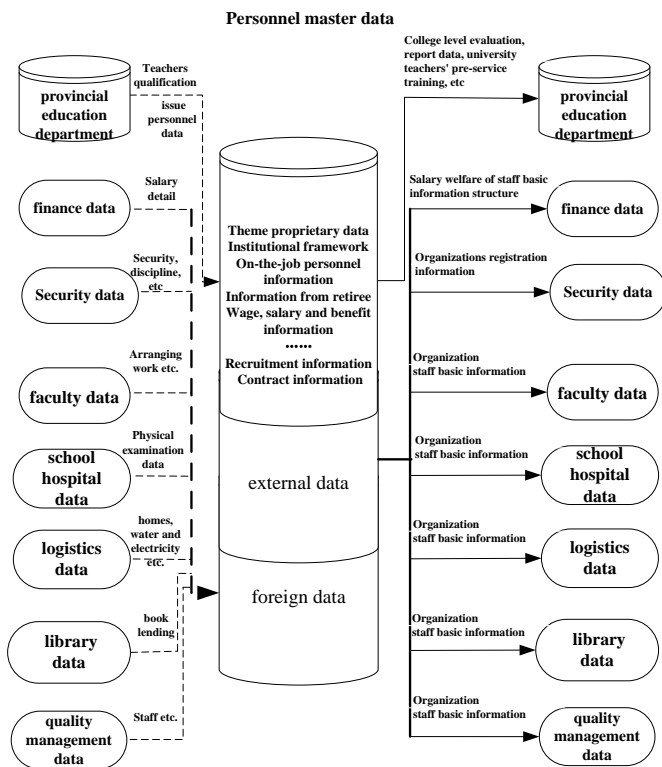 Personnel master data
provincial
education
department
Teachers
qualification
issue
personnel
data
finance data
Salary
detail
Security data
Security,
discipline,
etc
faculty data
Arranging
work etc.
school
hospital
data
Physical
examination
data
logistics
data
homes,
water and
electricity
etc.
library
data
book
lending
quality
management
data
Staff etc.
Theme proprietary data
Institutional framework
On-the-job personnel
information
Information from retiree
Wage, salary and benefit
information
......
Recruitment information
Contract information
external data
foreign data
College level evaluation,
report data, university
teachers' pre-service
training, etc
provincial
education
department
Salary welfare of staff basic
information structure
finance data
Organizations registration
information
Security data
Organization
staff basic information
faculty data
Organization
staff basic information
school
hospital
data
Organization
staff basic information
logistics
data
Organization
staff basic information
library
data
Organization
staff basic information
quality
management
data